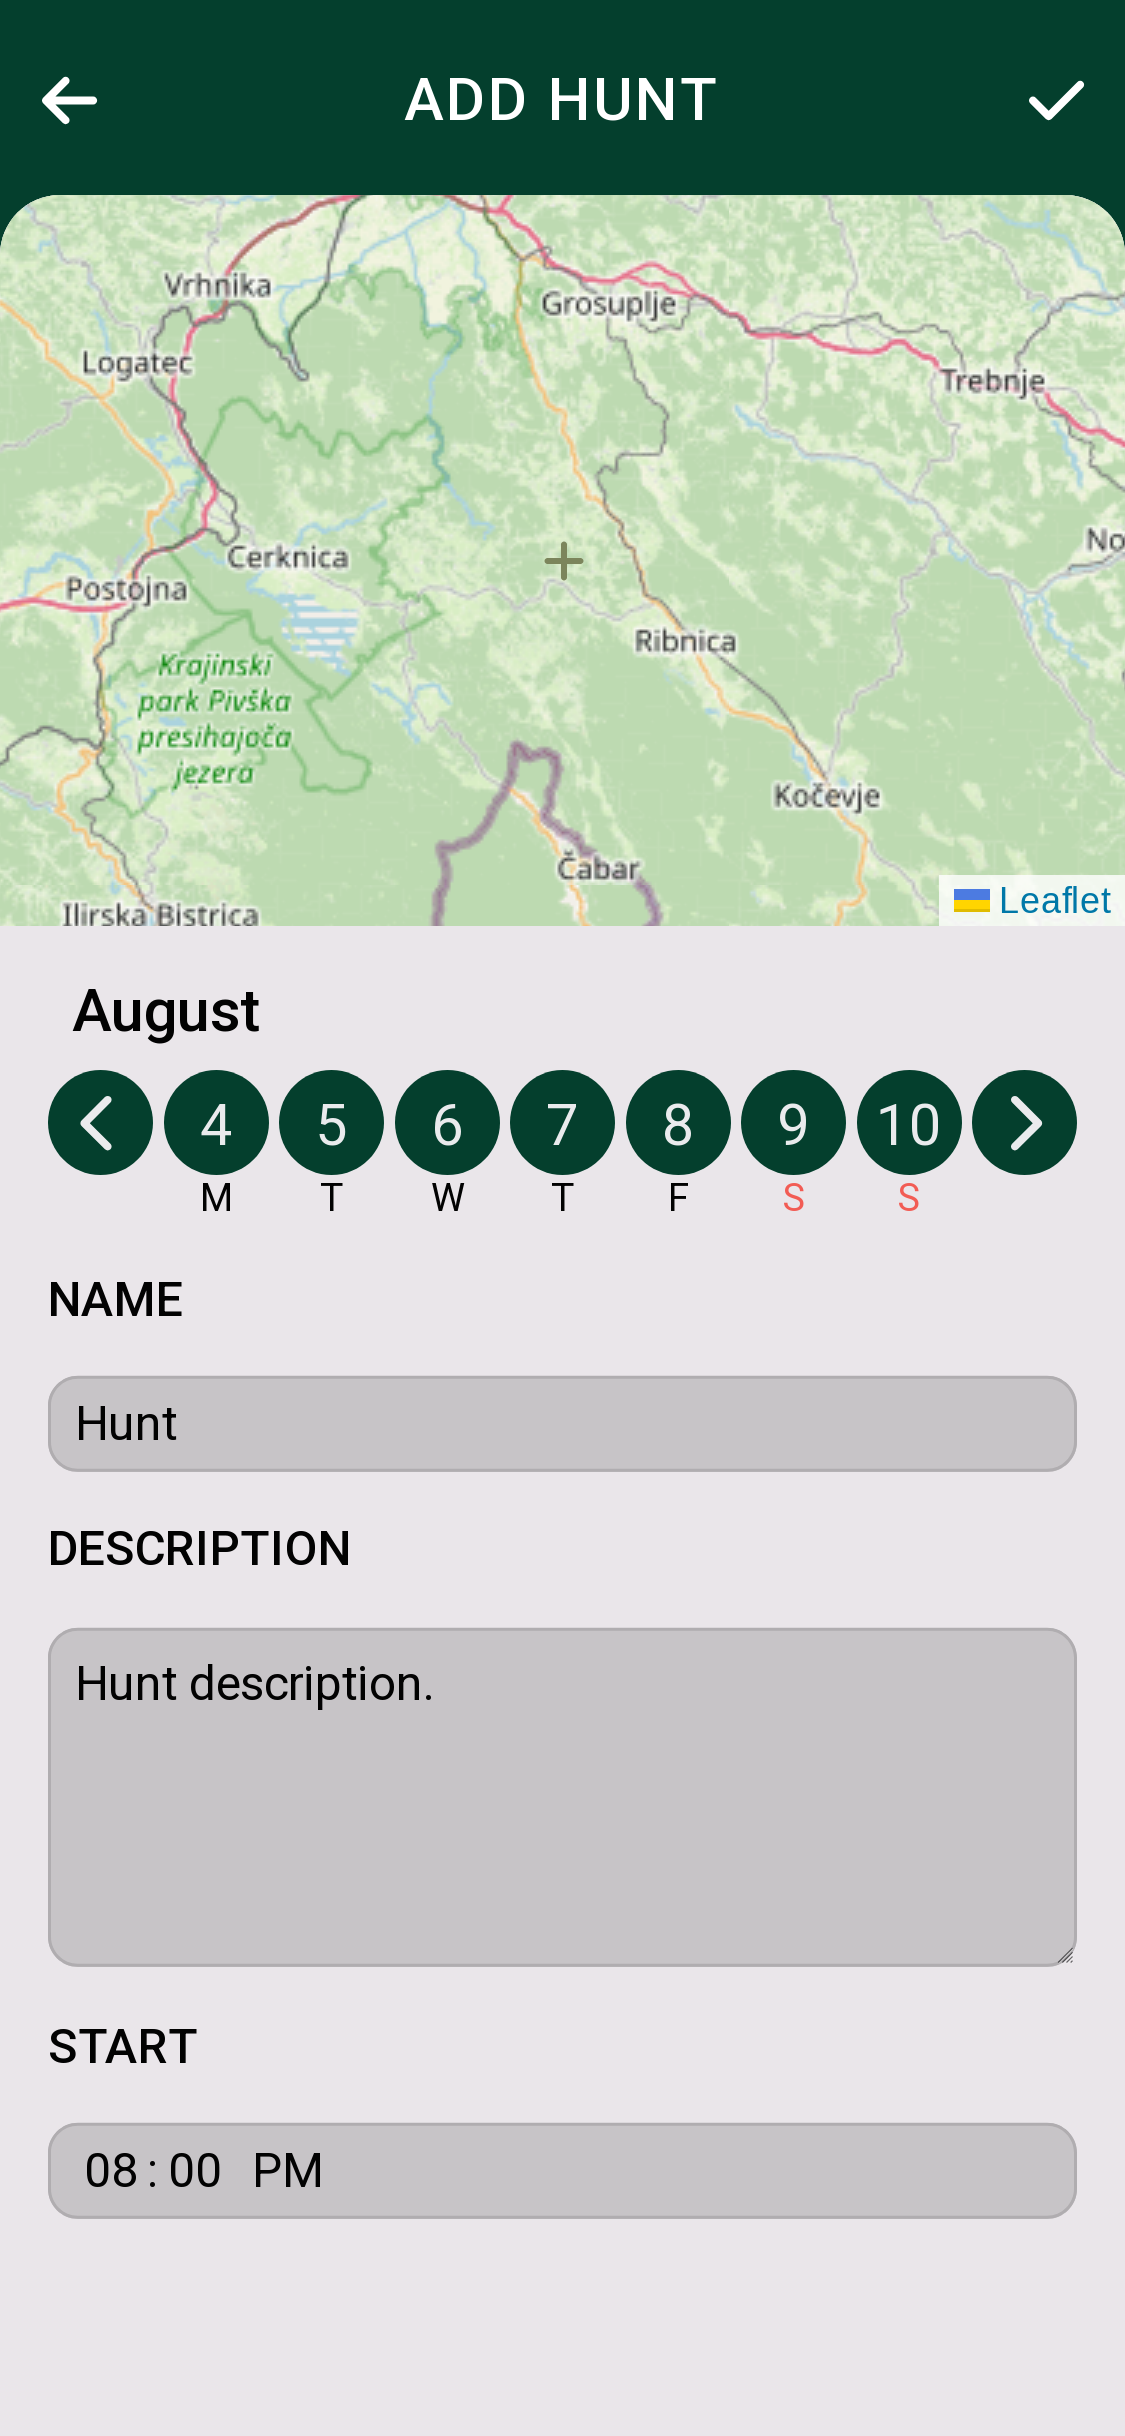 ADD HUNT
Vrhnika
Grosuplje
Logatec
Trebnje
Cerknica
No
Postojna
Ribnica
Krajinski
park Pivška
presihajoča
jezera
Kočevje
Čabar
Ilirska Bistrica
Leaflet
August
4 5 6 7 8 9 10
M T W T F S S
NAME
Hunt
DESCRIPTION
Hunt description.
START
08 : 00 PM